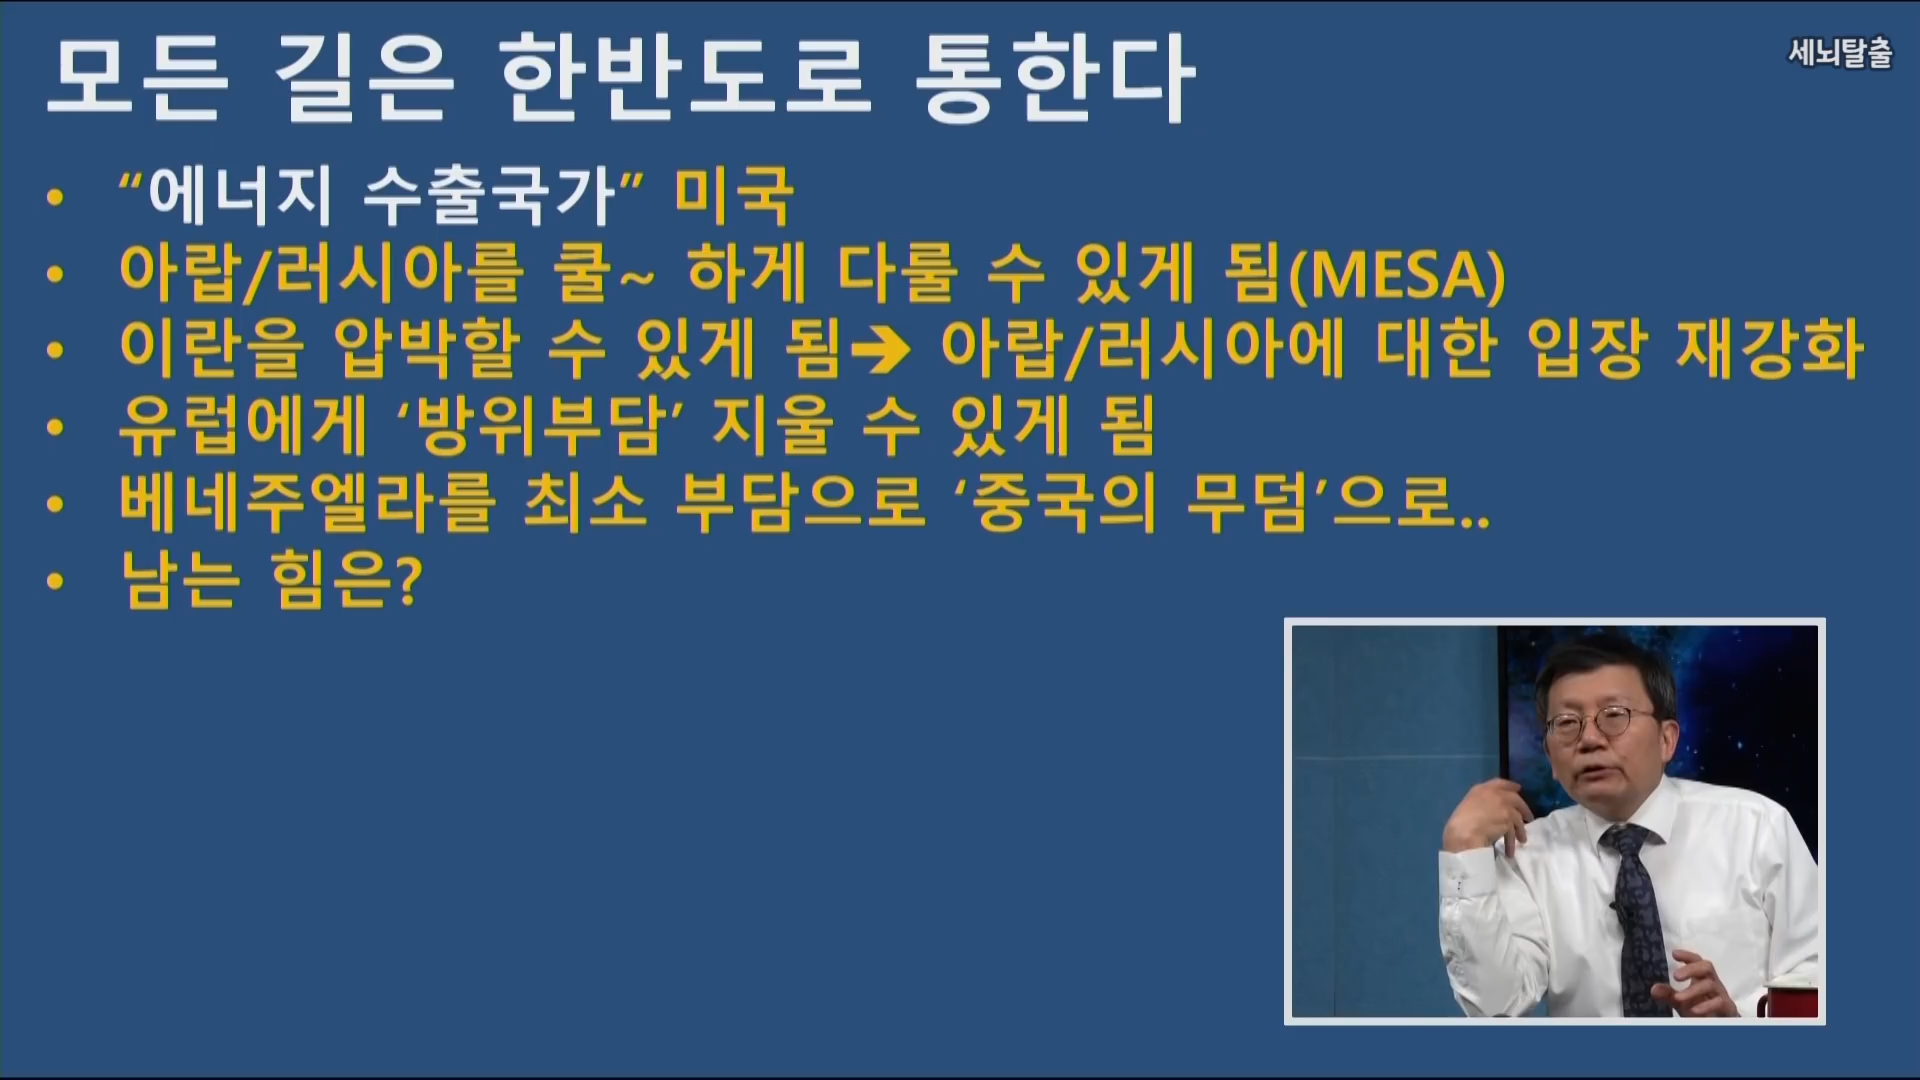 모든 길은 한반도로 통한다
세뇌탈출
• “에너지 수출국가” 미국
• 아랍/러시아를 쿨~ 하게 다룰 수 있게 됨(MESA)
• 이란을 압박할 수 있게 됨➔ 아랍/러시아에 대한 입장 재강화
• 유럽에게 ‘방위부담’ 지울 수 있게 됨
• 베네주엘라를 최소 부담으로 ‘중국의 무덤’으로..
• 남는 힘은?